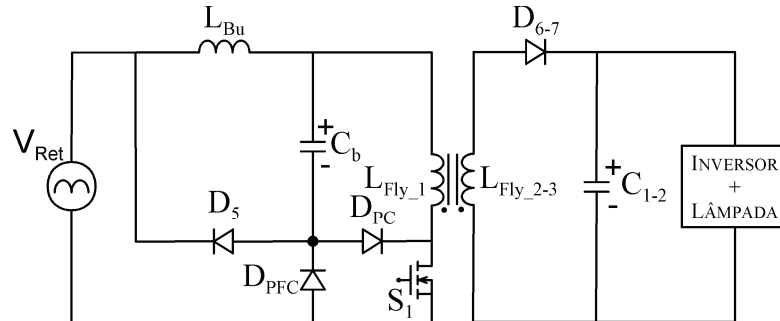 L_Bu
D_6-7
V_Ret
+
-
C_b
L_Fly_1
L_Fly_2-3
+
-
C_1-2
INVERSOR
+
LÂMPADA
D_5
D_PC
D_PFC
S_1